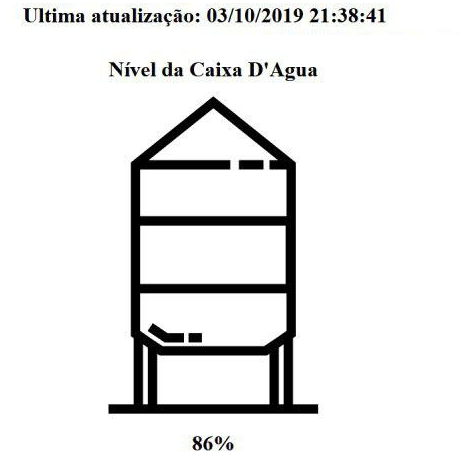 Ultima atualização: 03/10/2019 21:38:41
Nível da Caixa D'Agua
86%